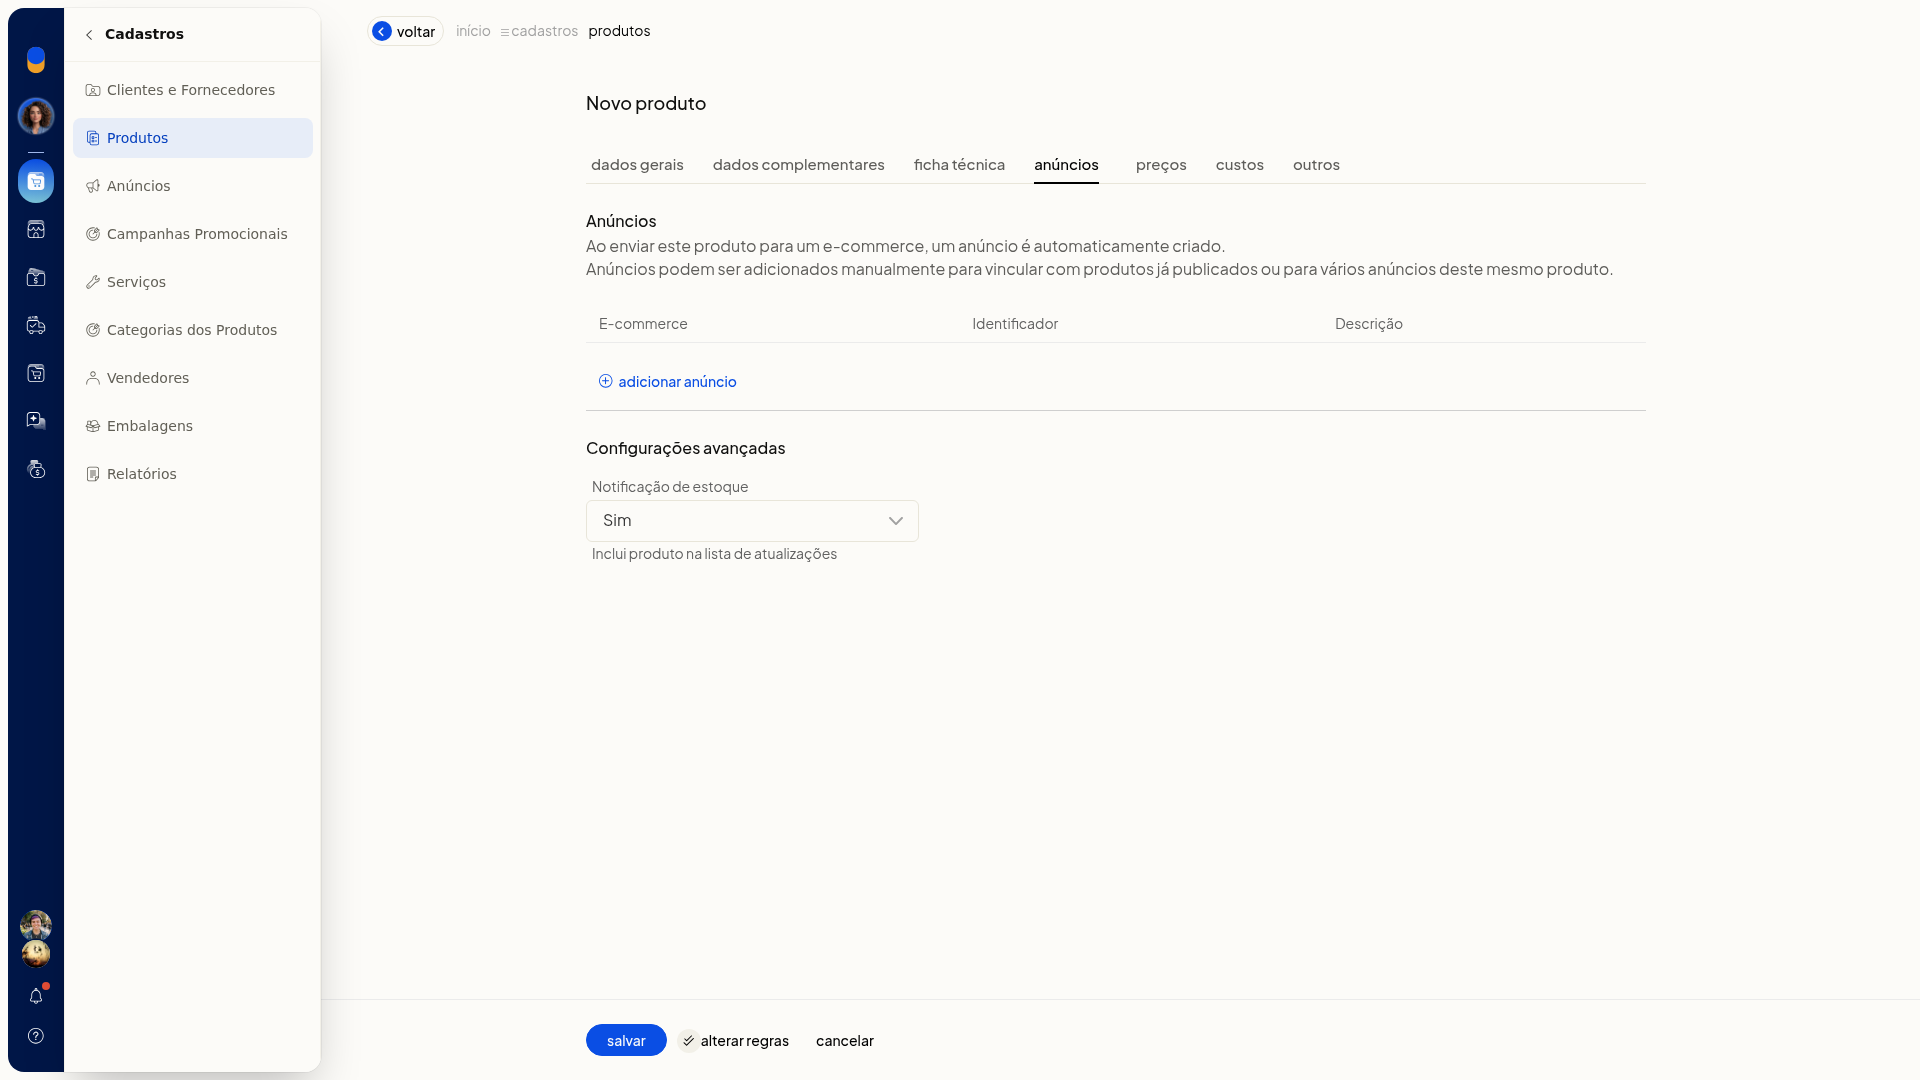 Cadastros
Clientes e Fornecedores
Produtos
Anúncios
Campanhas Promocionais
Serviços
Categorias dos Produtos
Vendedores
Embalagens
Relatórios
voltar início cadastros produtos
Novo produto
dados gerais dados complementares ficha técnica anúncios preços custos outros
Anúncios
Ao enviar este produto para um e-commerce, um anúncio é automaticamente criado.
Anúncios podem ser adicionados manualmente para vincular com produtos já publicados ou para vários anúncios deste mesmo produto.
E-commerce Identificador Descrição
adicionar anúncio
Configurações avançadas
Notificação de estoque
Sim
Inclui produto na lista de atualizações
salvar alterar regras cancelar